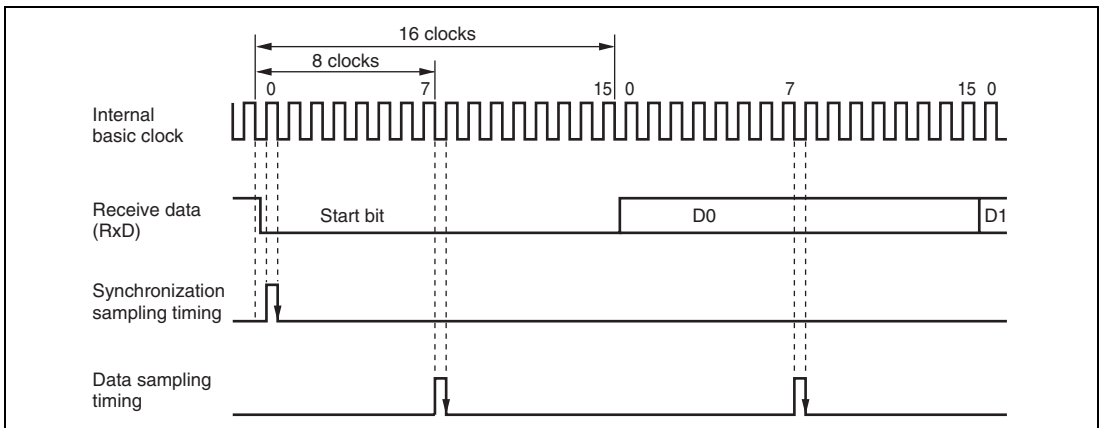 16 clocks
8 clocks
0 7 15 0 7 15 0
Internal
basic clock
Receive data
(RxD)
Start bit D0 D1
Synchronization
sampling timing
Data sampling
timing